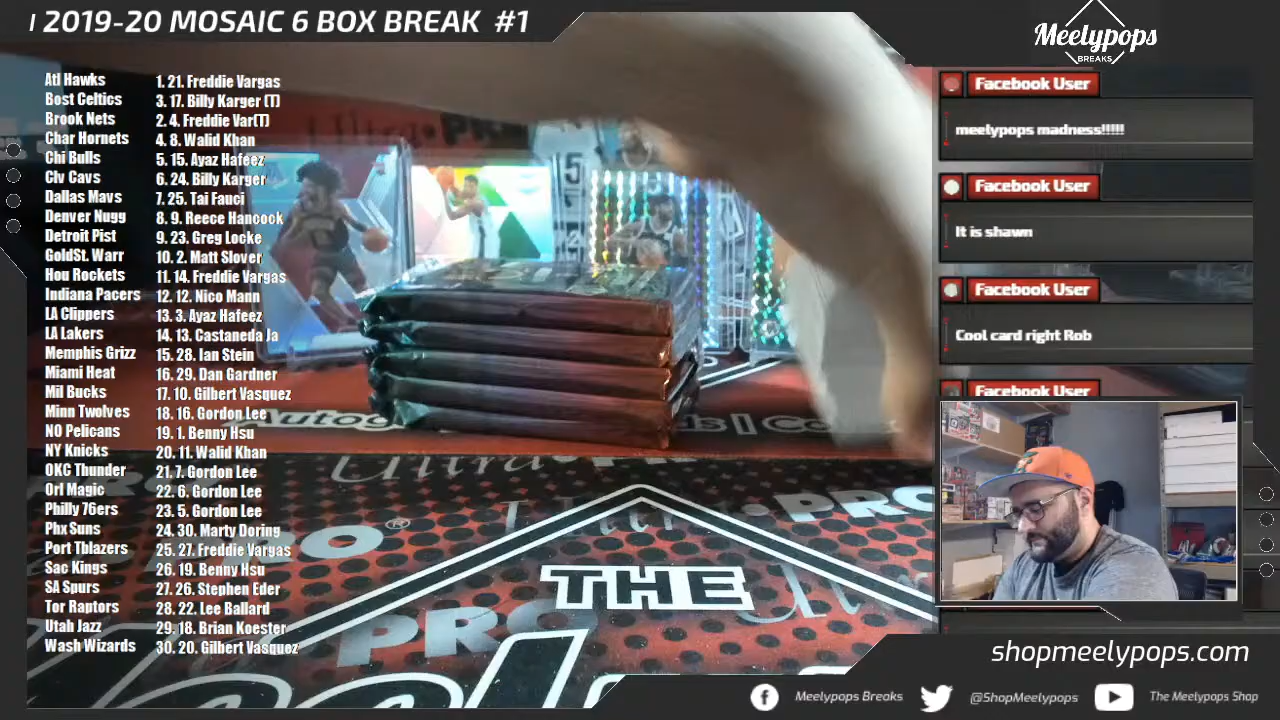 2019-20 MOSAIC 6 BOX BREAK #1
Meelypops
BREAKS
Atl Hawks 1. 21. Freddie Vargas
Bost Celtics 3. 17. Billy Karger (T)
Brook Nets 2. 4. Freddie Var(T)
Char Hornets 4. 8. Walid Khan
Chi Bulls 5. 15. Ayaz Hafeez
Clv Cavs 6. 24. Billy Karger
Dallas Mavs 7. 25. Tai Fauci
Denver Nugg 8. 9. Reece Hancock
Detroit Pist 9. 23. Greg Locke
GoldSt. Warr 10. 2. Matt Slover
Hou Rockets 11. 14. Freddie Vargas
Indiana Pacers 12. 12. Nico Mann
LA Clippers 13. 3. Ayaz Hafeez
LA Lakers 14. 13. Castaneda Ja
Memphis Grizz 15. 28. Ian Stein
Miami Heat 16. 29. Dan Gardner
Mil Bucks 17. 10. Gilbert Vasquez
Minn Twolves 18. 16. Gordon Lee
NO Pelicans 19. 1. Benny Hsu
NY Knicks 20. 11. Walid Khan
OKC Thunder 21. 7. Gordon Lee
Orl Magic 22. 6. Gordon Lee
Philly 76ers 23. 5. Gordon Lee
Phx Suns 24. 30. Marty Doring
Port Tblazers 25. 27. Freddie Vargas
Sac Kings 26. 19. Benny Hsu
SA Spurs 27. 26. Stephen Eder
Tor Raptors 28. 22. Lee Ballard
Utah Jazz 29. 18. Brian Koester
Wash Wizards 30. 20. Gilbert Vasquez
Facebook User
meelypops madness!!!!!
Facebook User
It is shawn
Facebook User
Cool card right Rob
Facebook User
Ultra PRO
PRO
THE
PRO
shopmeelypops.com
Meelypops Breaks @ShopMeelypops The Meelypops Shop